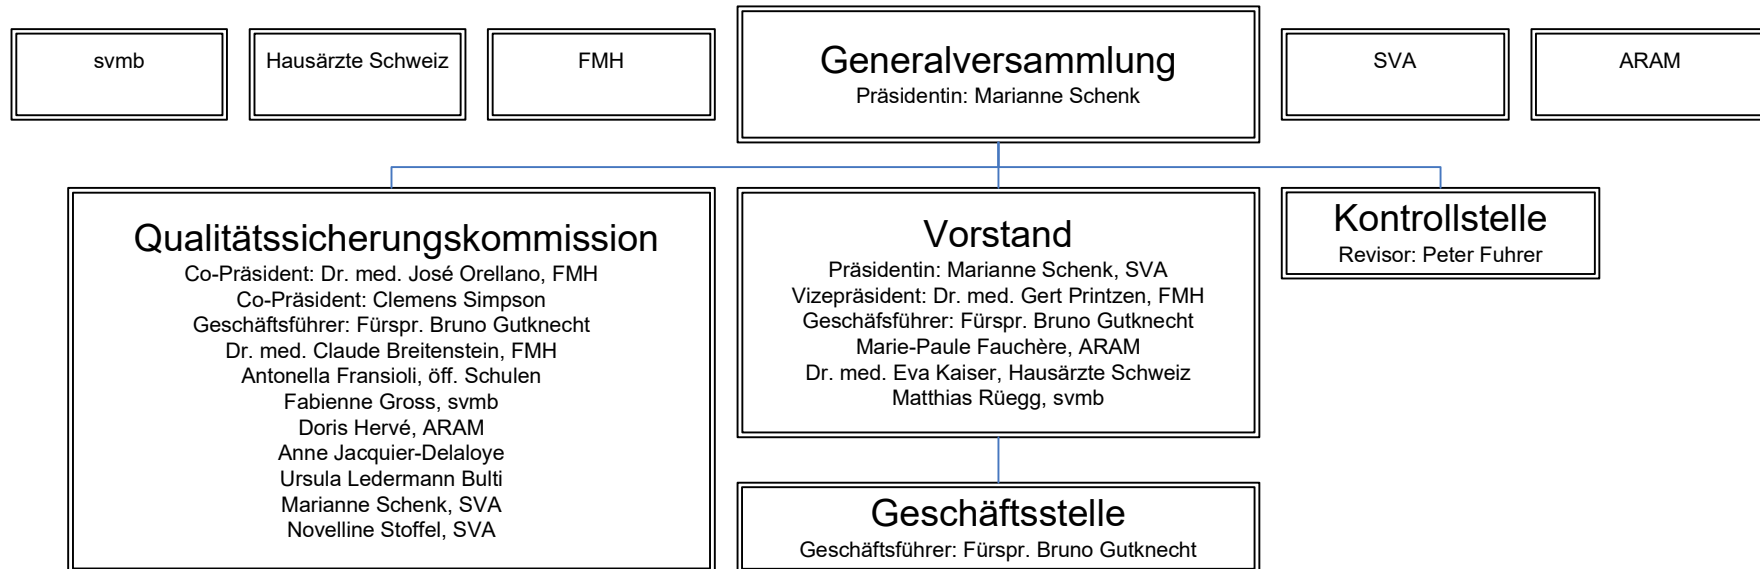 svmb
Hausärzte Schweiz
FMH
Generalversammlung
Präsidentin: Marianne Schenk
SVA
ARAM
Qualitätssicherungskommission
Co-Präsident: Dr. med. José Orellano, FMH
Co-Präsident: Clemens Simpson
Geschäftsführer: Fürspr. Bruno Gutknecht
Dr. med. Claude Breitenstein, FMH
Antonella Fransioli, öff. Schulen
Fabienne Gross, svmb
Doris Hervé, ARAM
Anne Jacquier-Delaloye
Ursula Ledermann Bulti
Marianne Schenk, SVA
Novelline Stoffel, SVA
Vorstand
Präsidentin: Marianne Schenk, SVA
Vizepräsident: Dr. med. Gert Printzen, FMH
Geschäfsführer: Fürspr. Bruno Gutknecht
Marie-Paule Fauchère, ARAM
Dr. med. Eva Kaiser, Hausärzte Schweiz
Matthias Rüegg, svmb
Kontrollstelle
Revisor: Peter Fuhrer
Geschäftsstelle
Geschäftsführer: Fürspr. Bruno Gutknecht